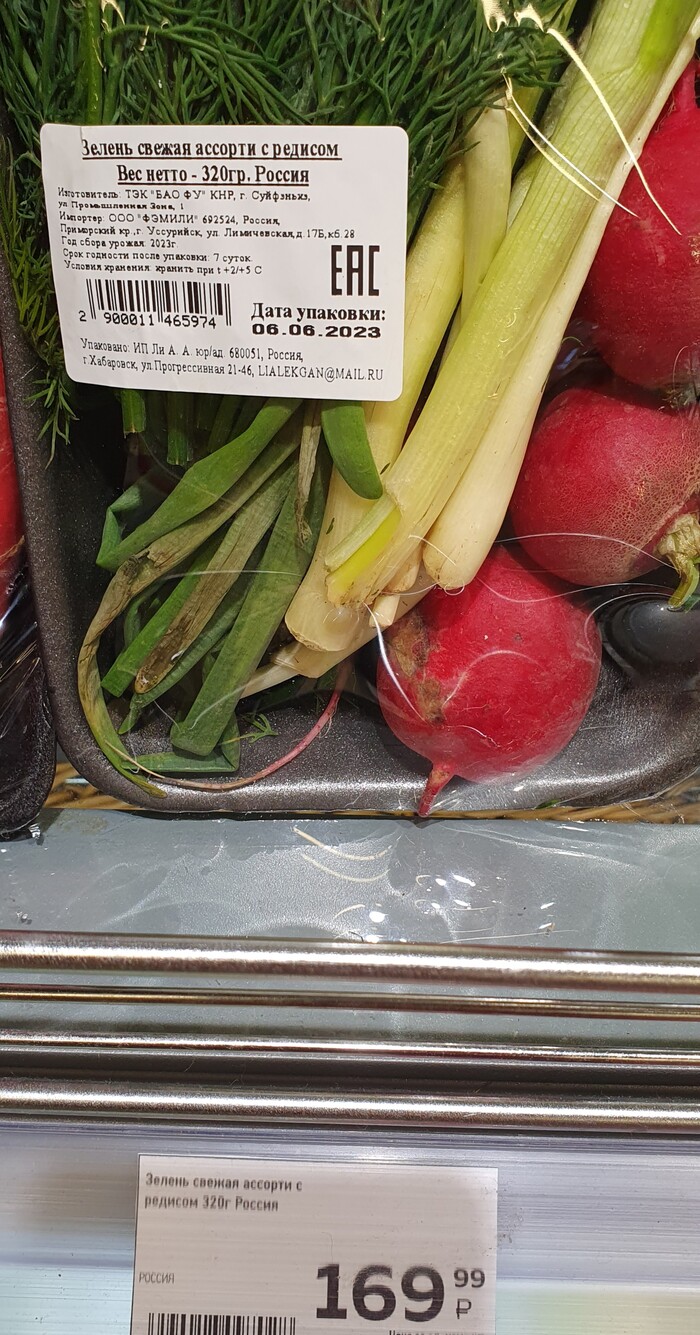 Зелень свежая ассорти с редисом
Вес нетто - 320гр. Россия
Изготовитель: ТЭК "БАО ФУ" КНР, г. Суйфэньхэ,
ул.Промышленная Зона, 1
Импортер: ООО "ФЭМИЛИ" 692524, Россия,
Приморский кр.,г. Уссурийск, ул. Лимичевская,д.17Б,кб.28
Год сбора урожая: 2023г
Срок годности после упаковки: 7 суток.
Условия хранения: хранить при t +2/+5 С
EAC
2 900011 465974
Дата упаковки:
06.06.2023
Упаковано: ИП Ли А. А. юр/ад. 680051, Россия,
г.Хабаровск, ул.Прогрессивная 21-46, LIALEKGAN@MAIL.RU
Зелень свежая ассорти с
редисом 320г Россия
РОССИЯ
169 99 ₽